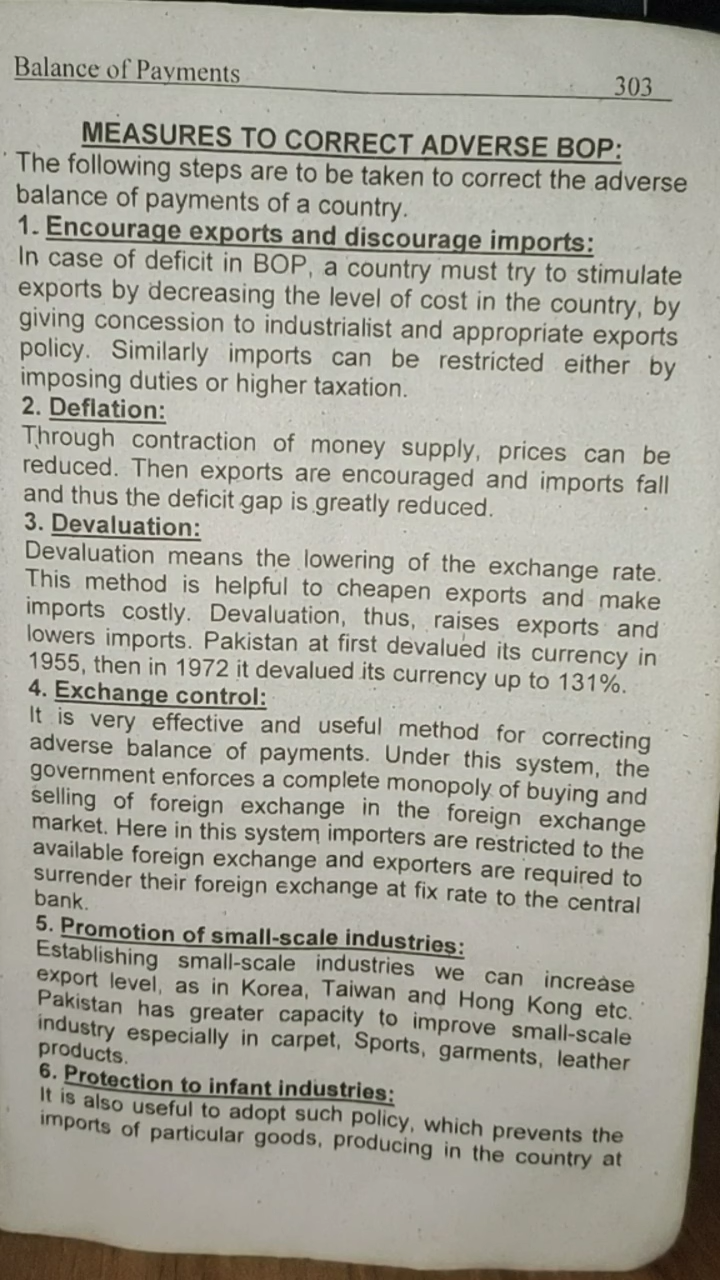 Balance of Payments
303
MEASURES TO CORRECT ADVERSE BOP:
The following steps are to be taken to correct the adverse
balance of payments of a country.
1. Encourage exports and discourage imports:
In case of deficit in BOP, a country must try to stimulate
exports by decreasing the level of cost in the country, by
giving concession to industrialist and appropriate exports
policy. Similarly imports can be restricted either by
imposing duties or higher taxation.
2. Deflation:
Through contraction of money supply, prices can be
reduced. Then exports are encouraged and imports fall
and thus the deficit gap is greatly reduced.
3. Devaluation:
Devaluation means the lowering of the exchange rate.
This method is helpful to cheapen exports and make
imports costly. Devaluation, thus, raises exports and
lowers imports. Pakistan at first devalued its currency in
1955, then in 1972 it devalued its currency up to 131%.
4. Exchange control:
It is very effective and useful method for correcting
adverse balance of payments. Under this system, the
government enforces a complete monopoly of buying and
selling of foreign exchange in the foreign exchange
market. Here in this system importers are restricted to the
available foreign exchange and exporters are required to
surrender their foreign exchange at fix rate to the central
bank.
5. Promotion of small-scale industries:
Establishing small-scale industries we can increase
export level, as in Korea, Taiwan and Hong Kong etc.
Pakistan has greater capacity to improve small-scale
industry especially in carpet, Sports, garments, leather
products.
6. Protection to infant industries:
It is also useful to adopt such policy, which prevents the
imports of particular goods, producing in the country at